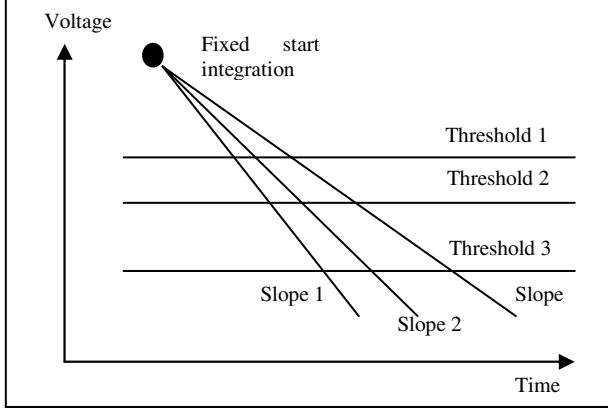 Voltage
Fixed start
integration
Threshold 1
Threshold 2
Threshold 3
Slope 1
Slope
Slope 2
Time